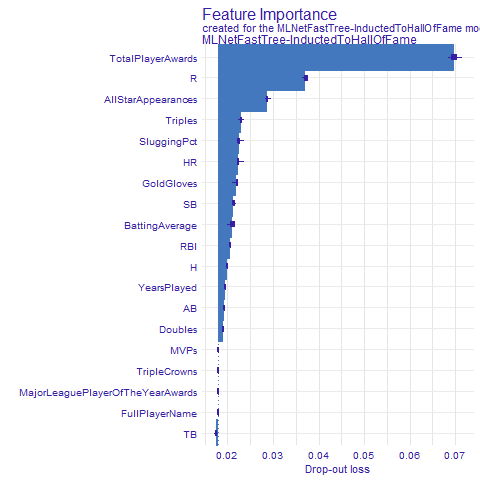 Feature Importance
created for the MLNetFastTree-InductedToHallOfFame mo
MLNetFastTree-InductedToHallOfFame
TotalPlayerAwards
R
AllStarAppearances
Triples
SluggingPct
HR
GoldGloves
SB
BattingAverage
RBI
H
YearsPlayed
AB
Doubles
MVPs
TripleCrowns
MajorLeaguePlayerOfTheYearAwards
FullPlayerName
TB
0.02 0.03 0.04 0.05 0.06 0.07
Drop-out loss